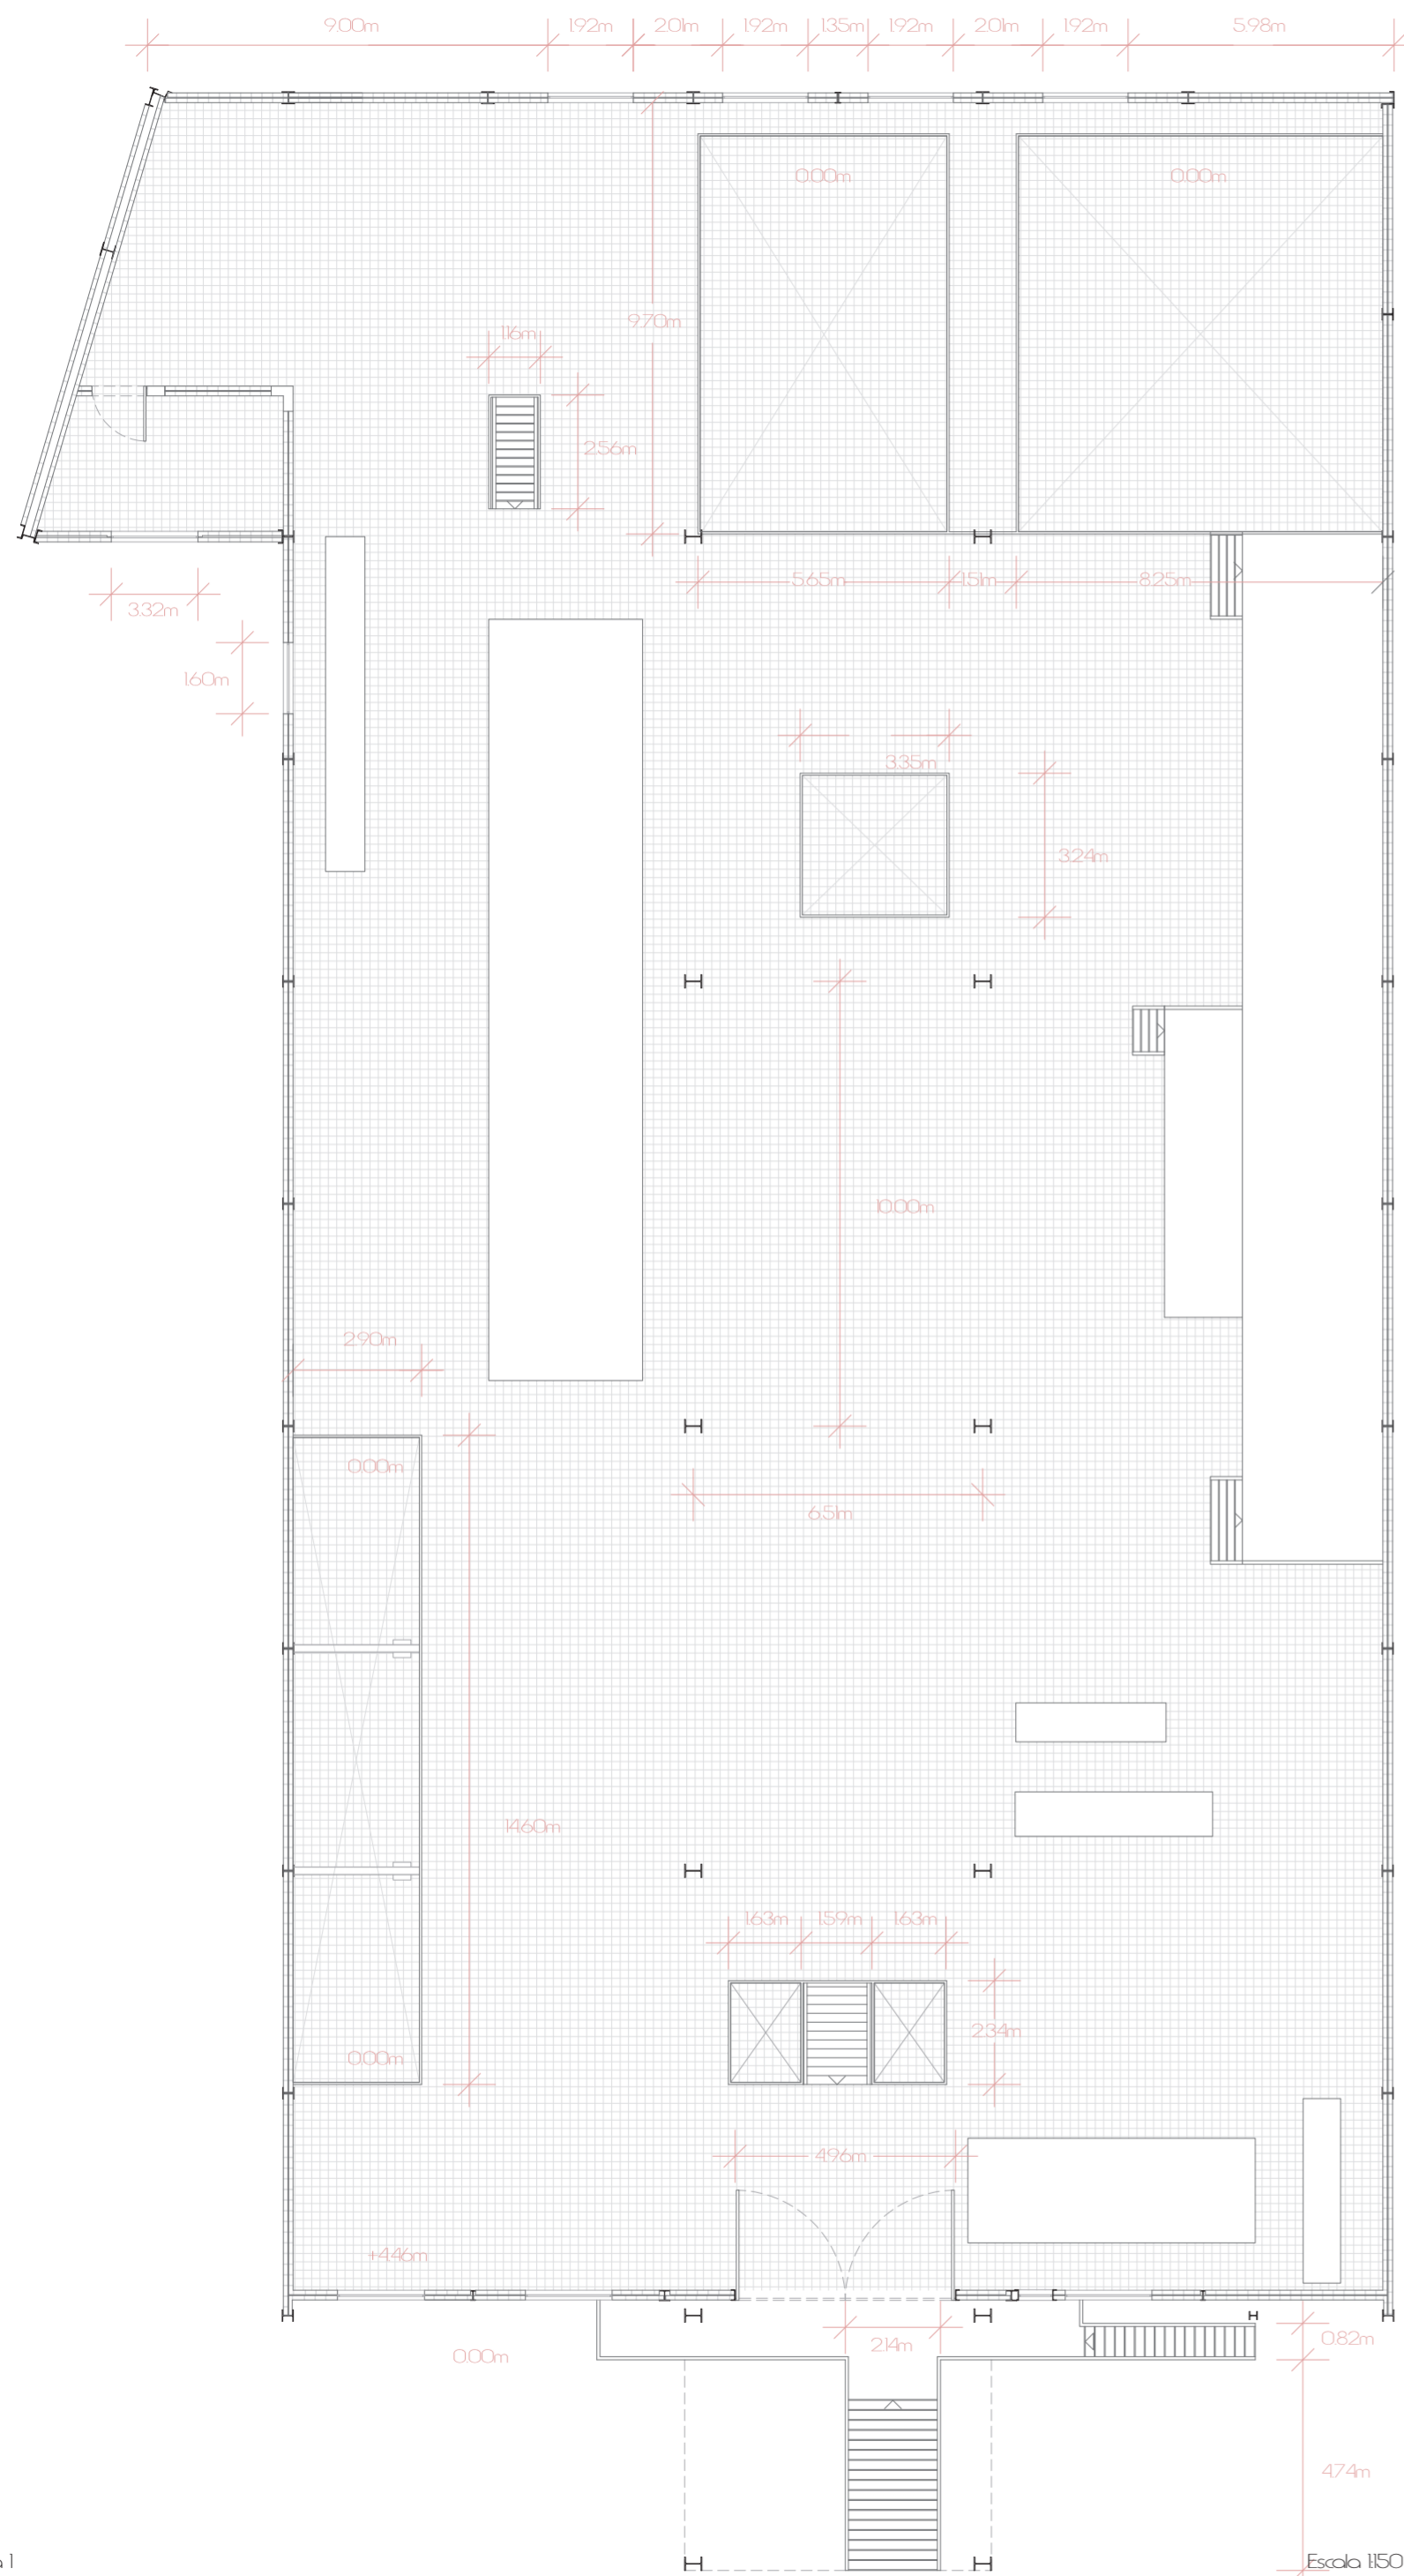 9.00m 1.92m 2.01m 1.92m 1.35m 1.92m 2.01m 1.92m 5.98m
0.00m 0.00m
9.70m
1.16m
2.56m
5.65m 1.51m 8.25m
3.32m
1.60m
3.35m
3.24m
10.00m
2.90m
0.00m
6.51m
14.60m
1.63m 1.59m 1.63m
2.34m
0.00m
4.96m
+4.46m
2.14m
0.82m
0.00m
4.74m
a 1
Escala 1:150